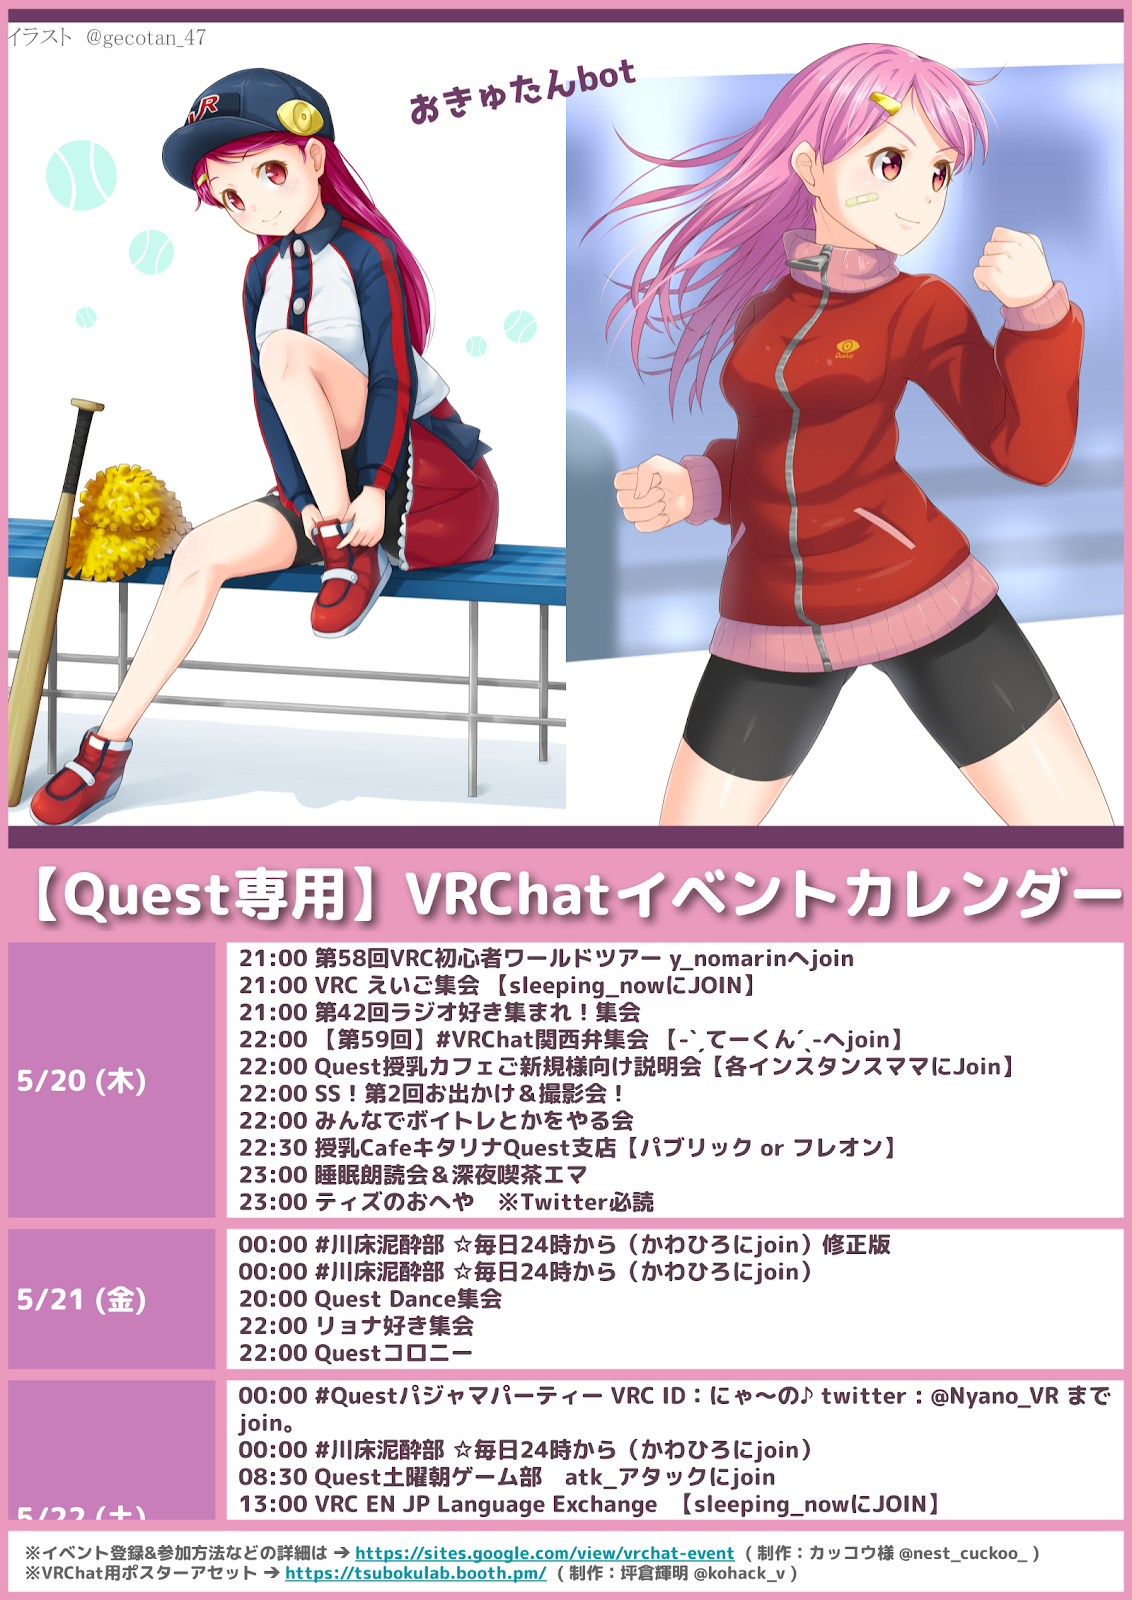 イラスト @gecotan_47
おきゅたんbot
VR
Quest
【Quest専用】VRChatイベントカレンダー
5/20 (木)
21:00 第58回VRC初心者ワールドツアー y_nomarinへjoin
21:00 VRC えいご集会 【sleeping_nowにJOIN】
21:00 第42回ラジオ好き集まれ！集会
22:00 【第59回】#VRChat関西弁集会 【-ˋˏてーくんˊˎ-へjoin】
22:00 Quest授乳カフェご新規様向け説明会【各インスタンスママにJoin】
22:00 SS！第2回お出かけ＆撮影会！
22:00 みんなでボイトレとかをやる会
22:30 授乳CafeキタリナQuest支店【パブリック or フレオン】
23:00 睡眠朗読会＆深夜喫茶エマ
23:00 ティズのおへや　※Twitter必読
5/21 (金)
00:00 #川床泥酔部 ☆毎日24時から（かわひろにjoin）修正版
00:00 #川床泥酔部 ☆毎日24時から（かわひろにjoin）
20:00 Quest Dance集会
22:00 リョナ好き集会
22:00 Questコロニー
5/22 (土)
00:00 #Questパジャマパーティー VRC ID：にゃ～の♪ twitter：@Nyano_VR まで
join。
00:00 #川床泥酔部 ☆毎日24時から（かわひろにjoin）
08:30 Quest土曜朝ゲーム部　atk_アタックにjoin
13:00 VRC EN JP Language Exchange 【sleeping_nowにJOIN】
※イベント登録&参加方法などの詳細は ➔ https://sites.google.com/view/vrchat-event （ 制作：カッコウ様 @nest_cuckoo_ ）
※VRChat用ポスターアセット ➔ https://tsubokulab.booth.pm/ （ 制作：坪倉輝明 @kohack_v ）